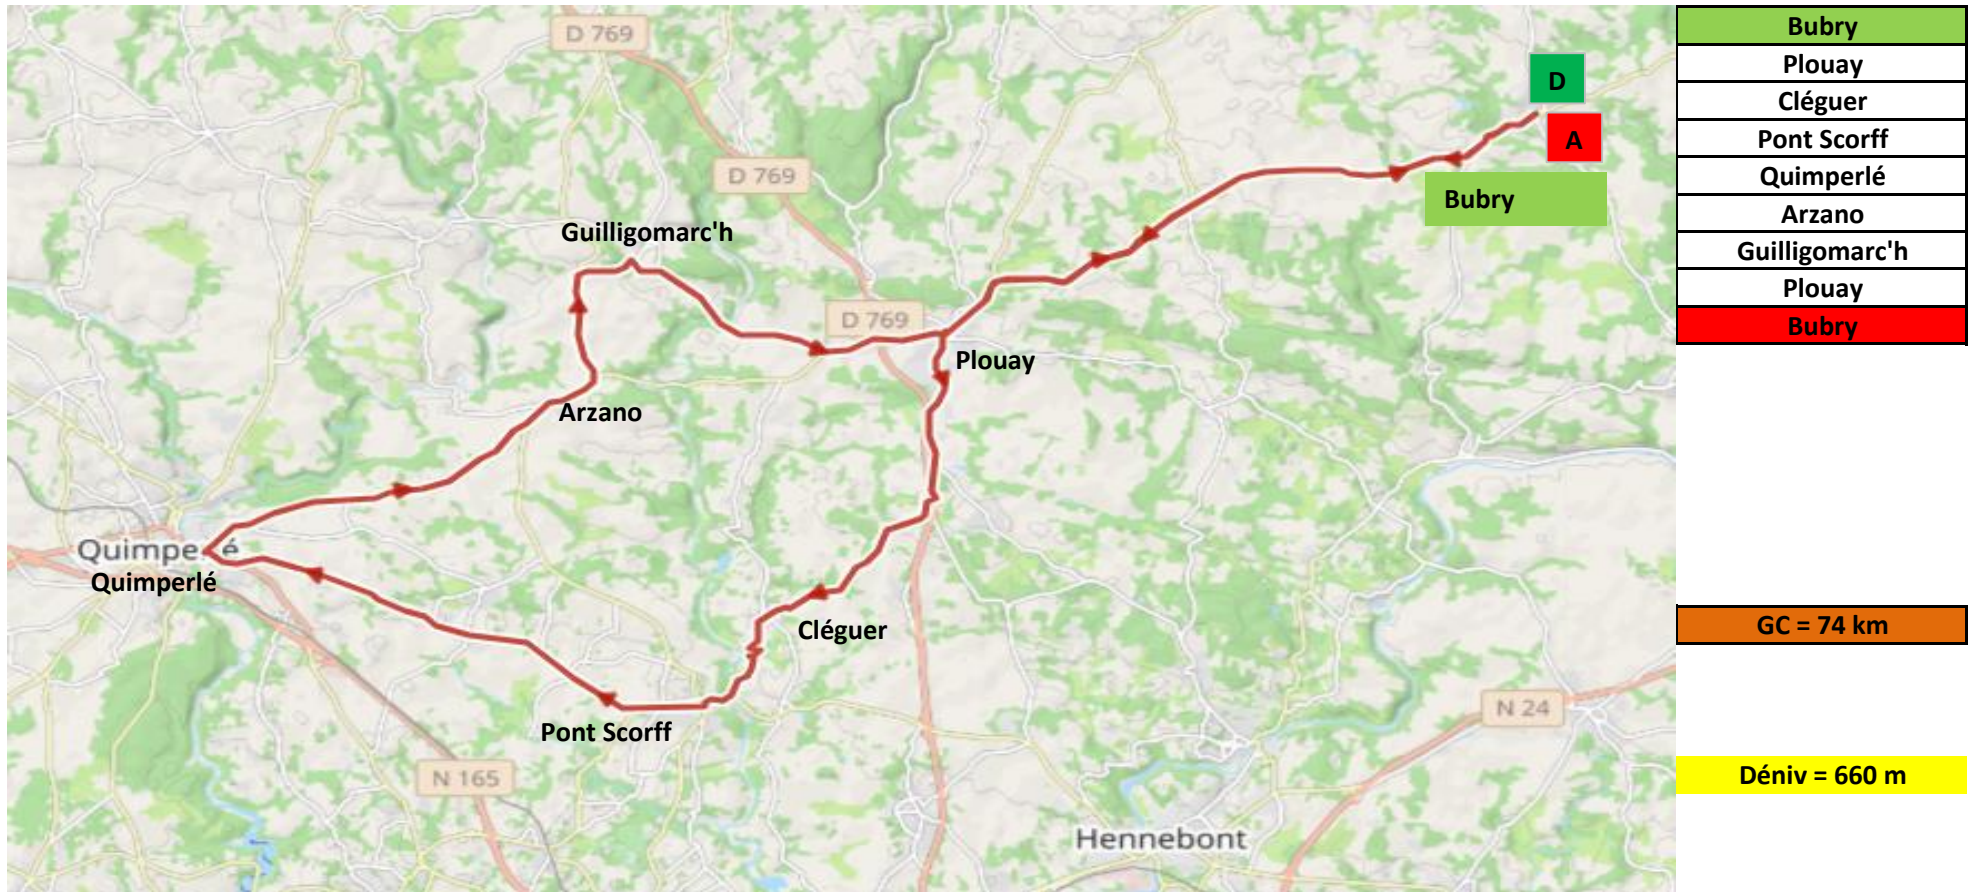 D 769
D
A
D 769
Bubry
Guilligomarc'h
D 769
Plouay
Arzano
Quimperlé
Cléguer
Pont Scorff
N 24
N 165
Hennebont
Bubry
Plouay
Cléguer
Pont Scorff
Quimperlé
Arzano
Guilligomarc'h
Plouay
Bubry
GC = 74 km
Déniv = 660 m